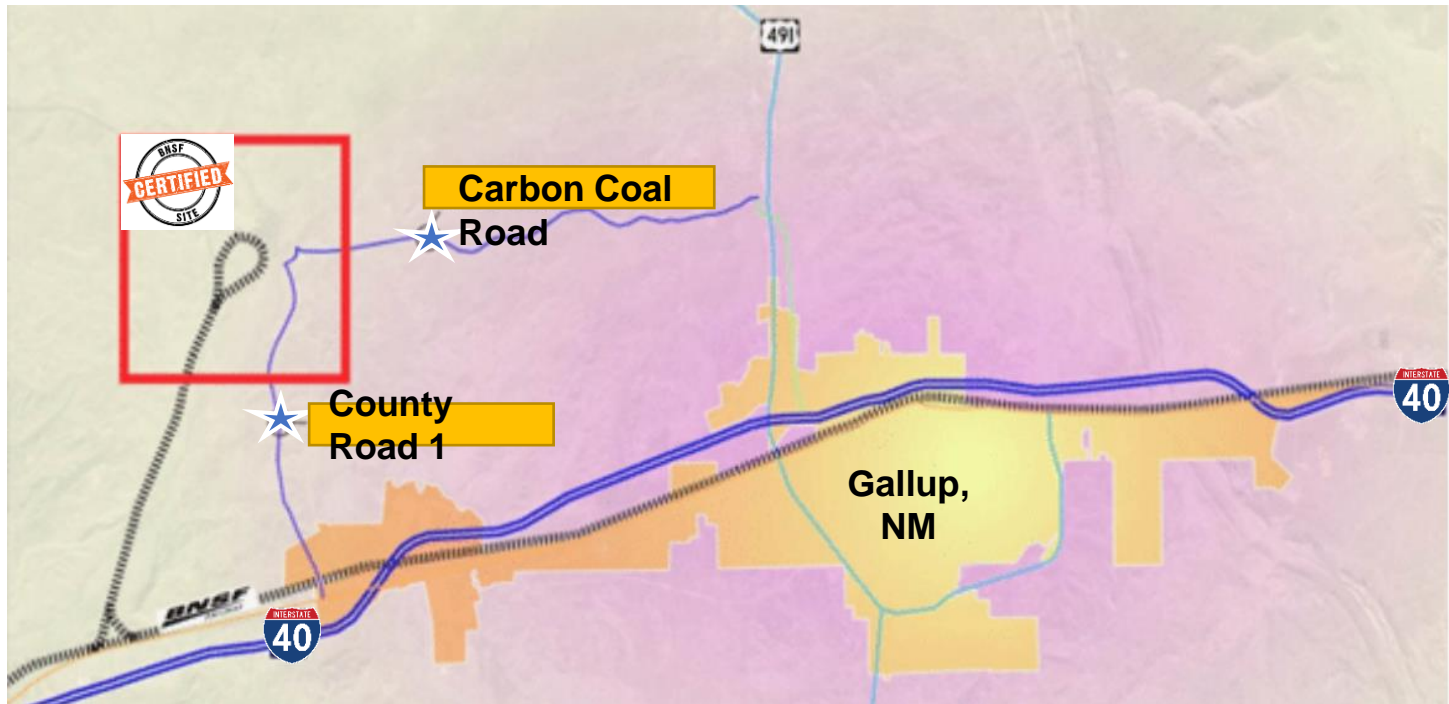 491
BNSF
CERTIFIED
SITE
Carbon Coal
Road
INTERSTATE
40
County
Road 1
Gallup,
NM
BNSF
INTERSTATE
40